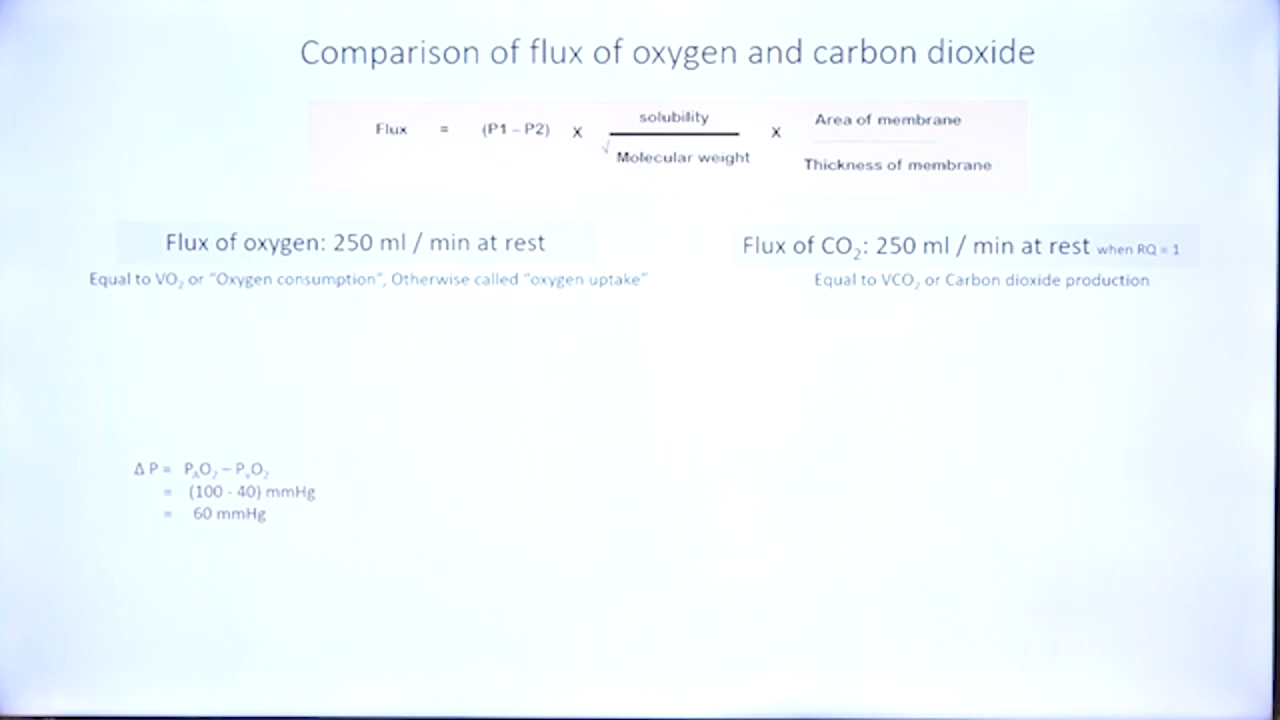 Comparison of flux of oxygen and carbon dioxide
Flux = (P1 – P2) x solubility / √ Molecular weight x Area of membrane / Thickness of membrane
Flux of oxygen: 250 ml / min at rest
Equal to VO₂ or "Oxygen consumption", Otherwise called "oxygen uptake"
Flux of CO₂: 250 ml / min at rest when RQ = 1
Equal to VCO₂ or Carbon dioxide production
Δ P = PAO₂ – PvO₂
= (100 - 40) mmHg
= 60 mmHg